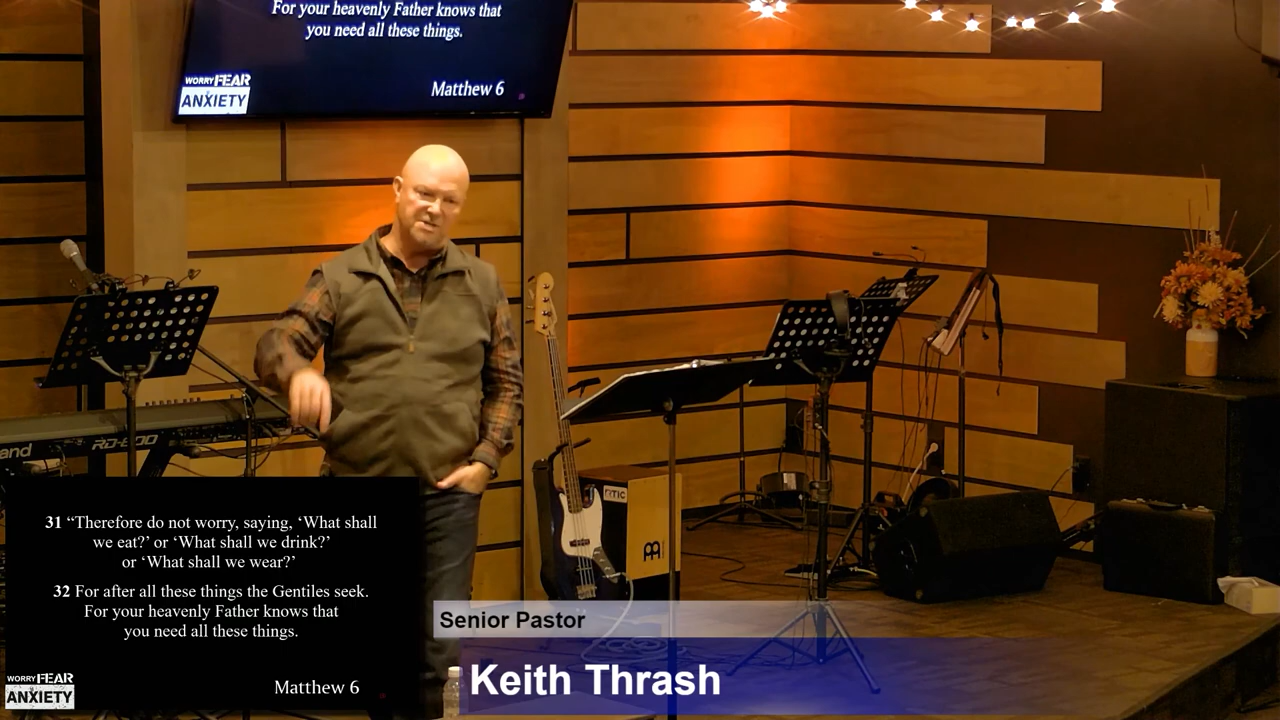 For your heavenly Father knows that
you need all these things.
WORRY FEAR
ANXIETY
Matthew 6
RD-800
31 “Therefore do not worry, saying, ‘What shall
we eat?’ or ‘What shall we drink?’
or ‘What shall we wear?’
32 For after all these things the Gentiles seek.
For your heavenly Father knows that
you need all these things.
WORRY FEAR
ANXIETY
Matthew 6
Senior Pastor
Keith Thrash